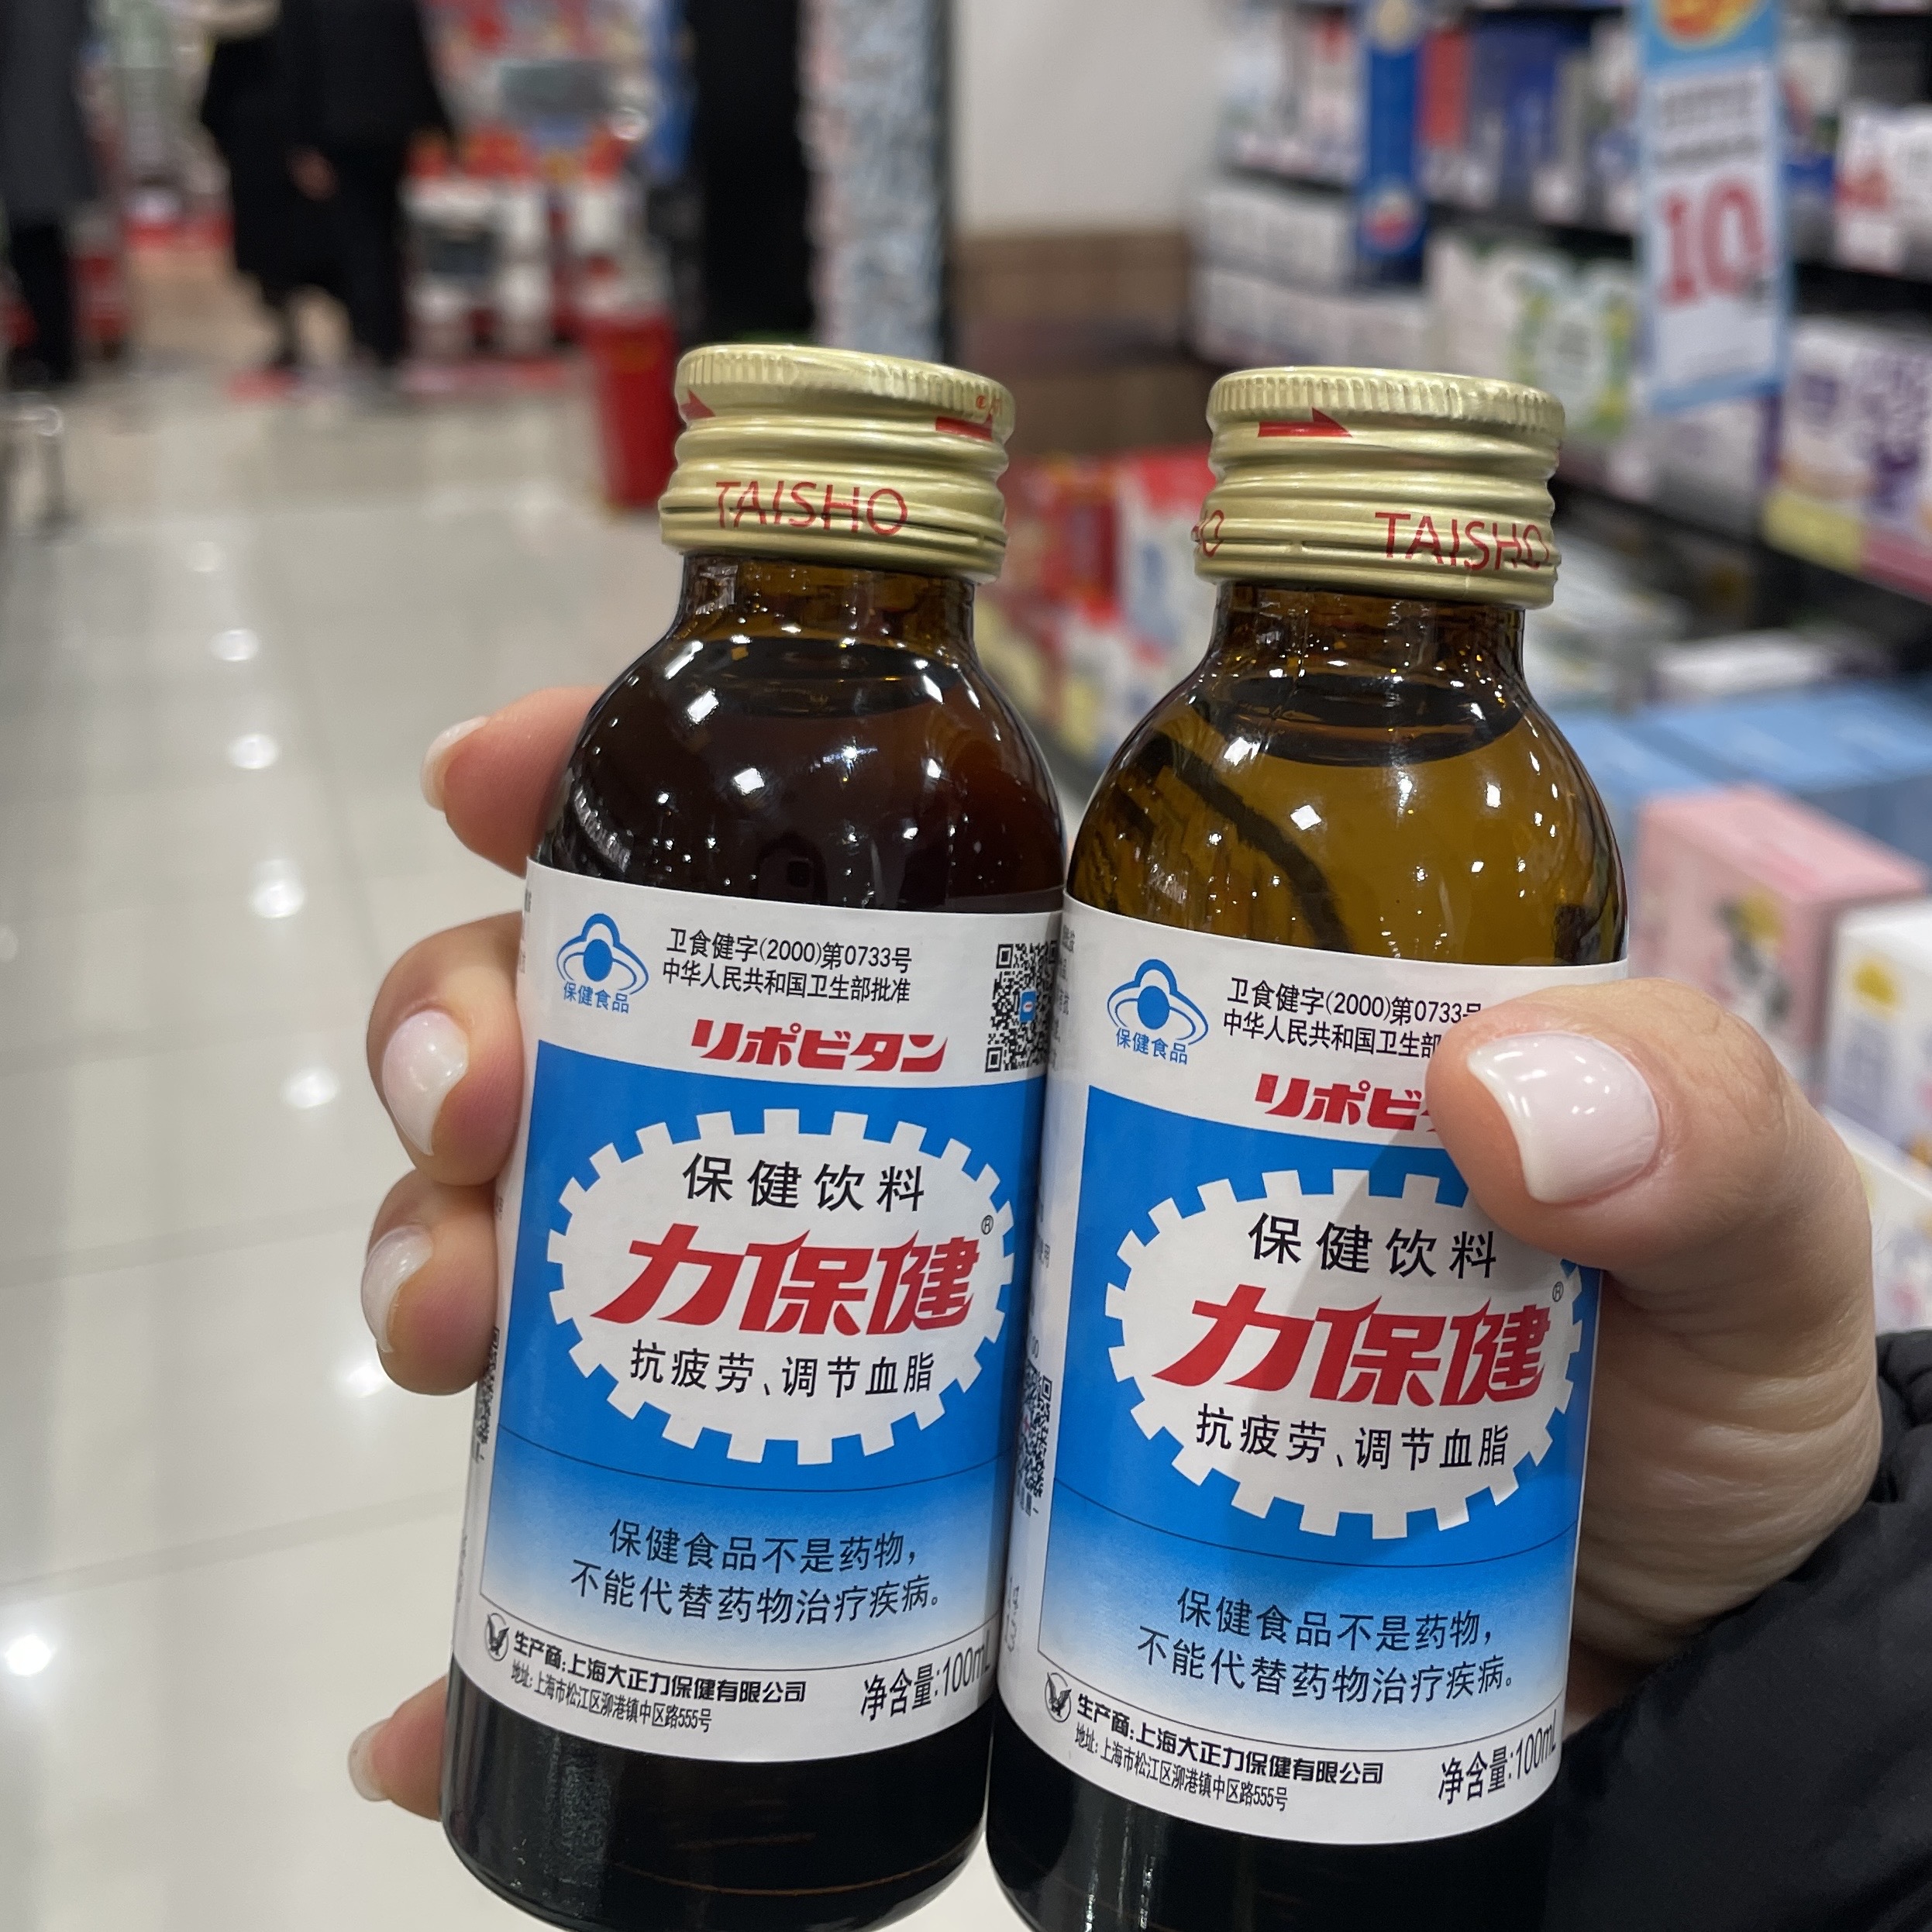 TAISHO
卫食健字(2000)第0733号
中华人民共和国卫生部批准
保健食品
リポビタン
保健饮料
力保健®
抗疲劳、调节血脂
保健食品不是药物，
不能代替药物治疗疾病。
生产商:上海大正力保健有限公司
地址:上海市松江区泖港镇中区路555号
净含量:100mL
TAISHO
卫食健字(2000)第0733号
中华人民共和国卫生部
保健食品
リポビ
保健饮料
力保健®
抗疲劳、调节血脂
保健食品不是药物，
不能代替药物治疗疾病。
生产商:上海大正力保健有限公司
地址:上海市松江区泖港镇中区路555号
净含量:100mL
10